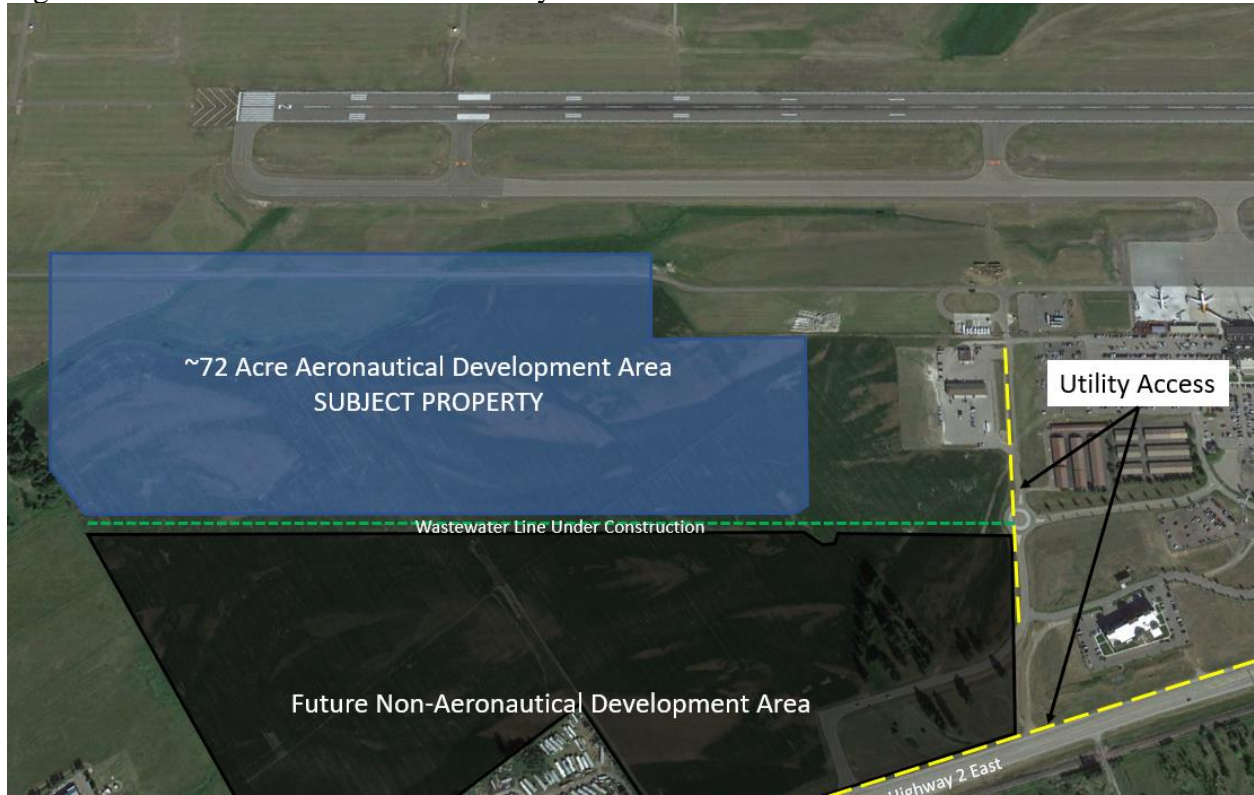 2
~72 Acre Aeronautical Development Area
SUBJECT PROPERTY
Utility Access
Wastewater Line Under Construction
Future Non-Aeronautical Development Area
Highway 2 East